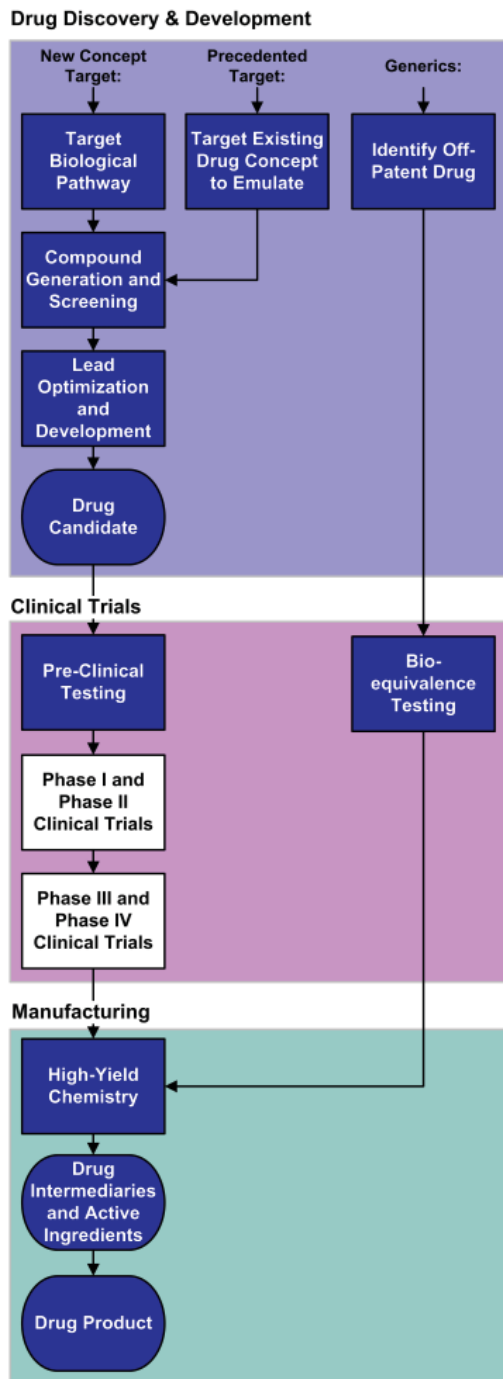 Drug Discovery & Development
New Concept
Target:
Precedented
Target:
Generics:
Target
Biological
Pathway
Target Existing
Drug Concept
to Emulate
Identify Off-
Patent Drug
Compound
Generation and
Screening
Lead
Optimization
and
Development
Drug
Candidate
Clinical Trials
Pre-Clinical
Testing
Bio-
equivalence
Testing
Phase I and
Phase II
Clinical Trials
Phase III and
Phase IV
Clinical Trials
Manufacturing
High-Yield
Chemistry
Drug
Intermediaries
and Active
Ingredients
Drug Product